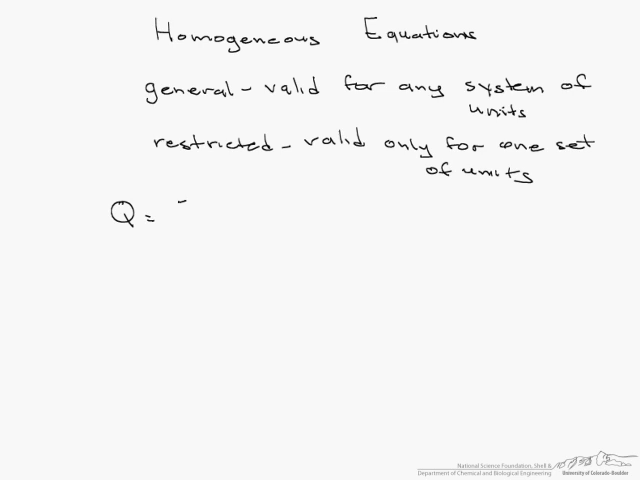 Homogeneous Equations
general - valid for any system of
units
restricted - valid only for one set
of units
Q =
National Science Foundation, Shell &
Department of Chemical and Biological Engineering
University of Colorado-Boulder